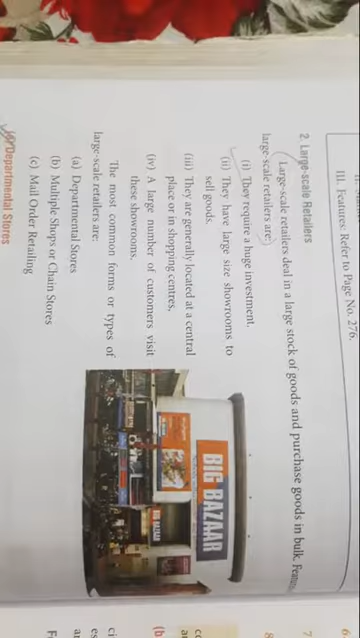 III. Features: Refer to Page No. 276.
2. Large-scale Retailers
Large-scale retailers deal in a large stock of goods and purchase goods in bulk.
large-scale retailers are:
(i) They require a huge investment.
(ii) They have large size showrooms to
sell goods.
(iii) They are generally located at a central
place or in shopping centres.
(iv) A large number of customers visit
these showrooms.
The most common forms or types of
large-scale retailers are:
(a) Departmental Stores
(b) Multiple Shops or Chain Stores
(c) Mail Order Retailing
Departmental Stores
BIG BAZAAR
BIG BAZAAR
7
8
(b